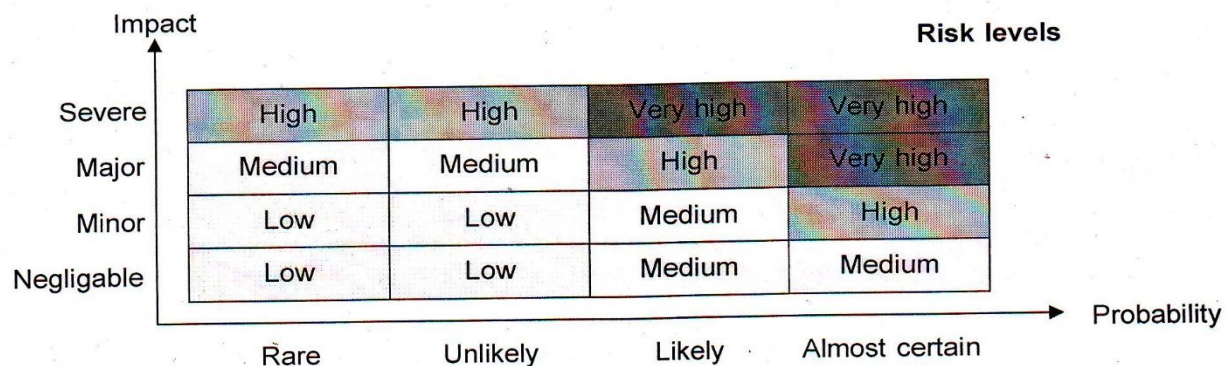 Impact
Risk levels
Severe High High Very high Very high
Major Medium Medium High Very high
Minor Low Low Medium High
Negligable Low Low Medium Medium
Probability
Rare Unlikely Likely Almost certain